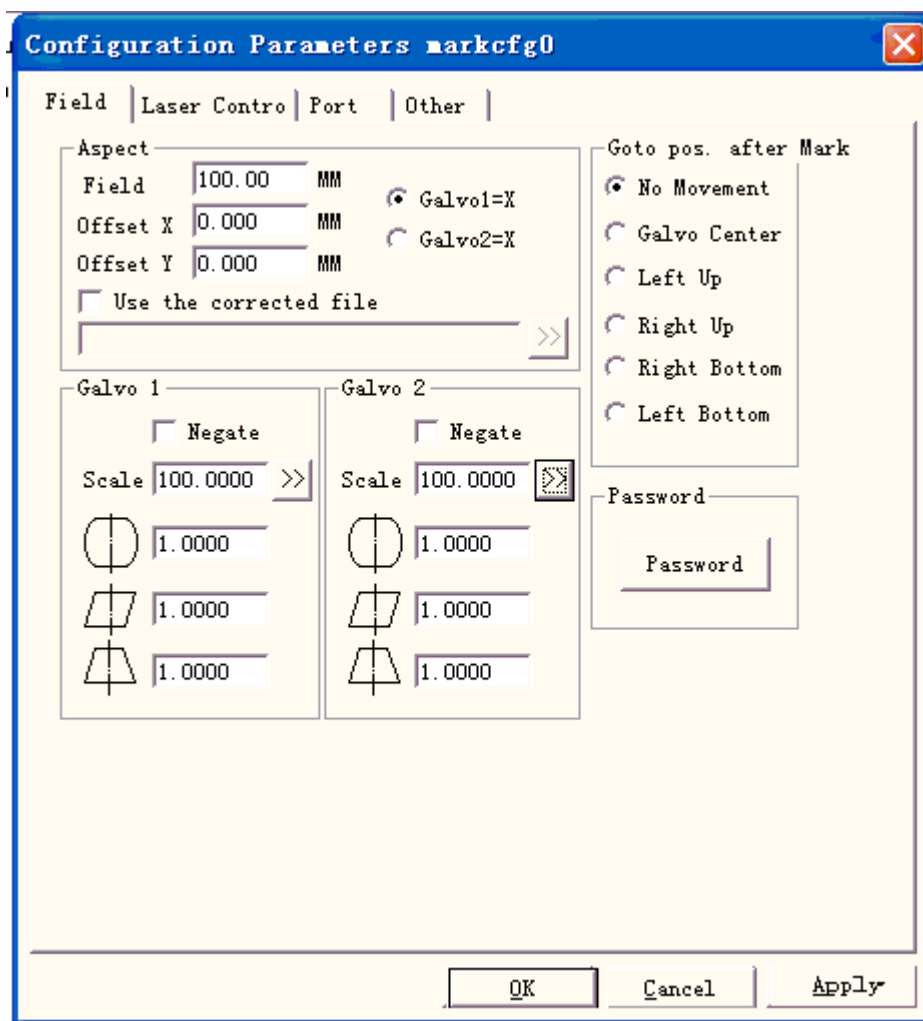 Configuration Parameters markcfg0
Field
Laser Contro
Port
Other
Aspect
Field 100.00 MM
Offset X 0.000 MM
Offset Y 0.000 MM
Galvo1=X
Galvo2=X
Use the corrected file
>>
Goto pos. after Mark
No Movement
Galvo Center
Left Up
Right Up
Right Bottom
Left Bottom
Galvo 1
Negate
Scale 100.0000 >>
1.0000
1.0000
1.0000
Galvo 2
Negate
Scale 100.0000 >>
1.0000
1.0000
1.0000
Password
Password
OK
Cancel
Apply